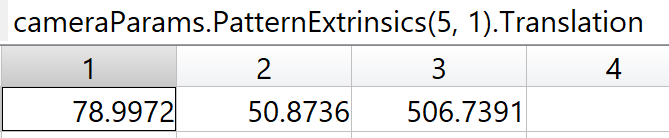 cameraParams.PatternExtrinsics(5, 1).Translation
1 2 3 4
78.9972 50.8736 506.7391